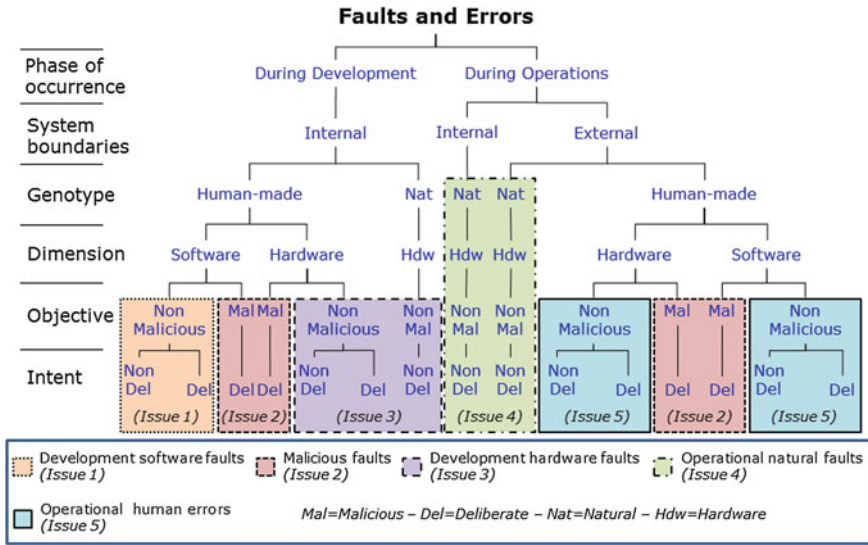 Faults and Errors
Phase of
occurrence
During Development During Operations
System
boundaries
Internal Internal External
Genotype Human-made Nat Nat Nat Human-made
Dimension Software Hardware Hdw Hdw Hdw Hardware Software
Objective
Non
Malicious
Mal Mal
Non
Malicious
Non
Mal
Non
Mal
Non
Mal
Non
Malicious
Mal Mal
Non
Malicious
Intent
Non
Del
Del
Del Del
Non
Del
Del
Non
Del
Non
Del
Non
Del
Non
Del
Del
Del Del
Non
Del
Del
(Issue 1) (Issue 2) (Issue 3) (Issue 4) (Issue 5) (Issue 2) (Issue 5)
Development software faults
(Issue 1)
Malicious faults
(Issue 2)
Development hardware faults
(Issue 3)
Operational natural faults
(Issue 4)
Operational human errors
(Issue 5)
Mal=Malicious – Del=Deliberate – Nat=Natural – Hdw=Hardware